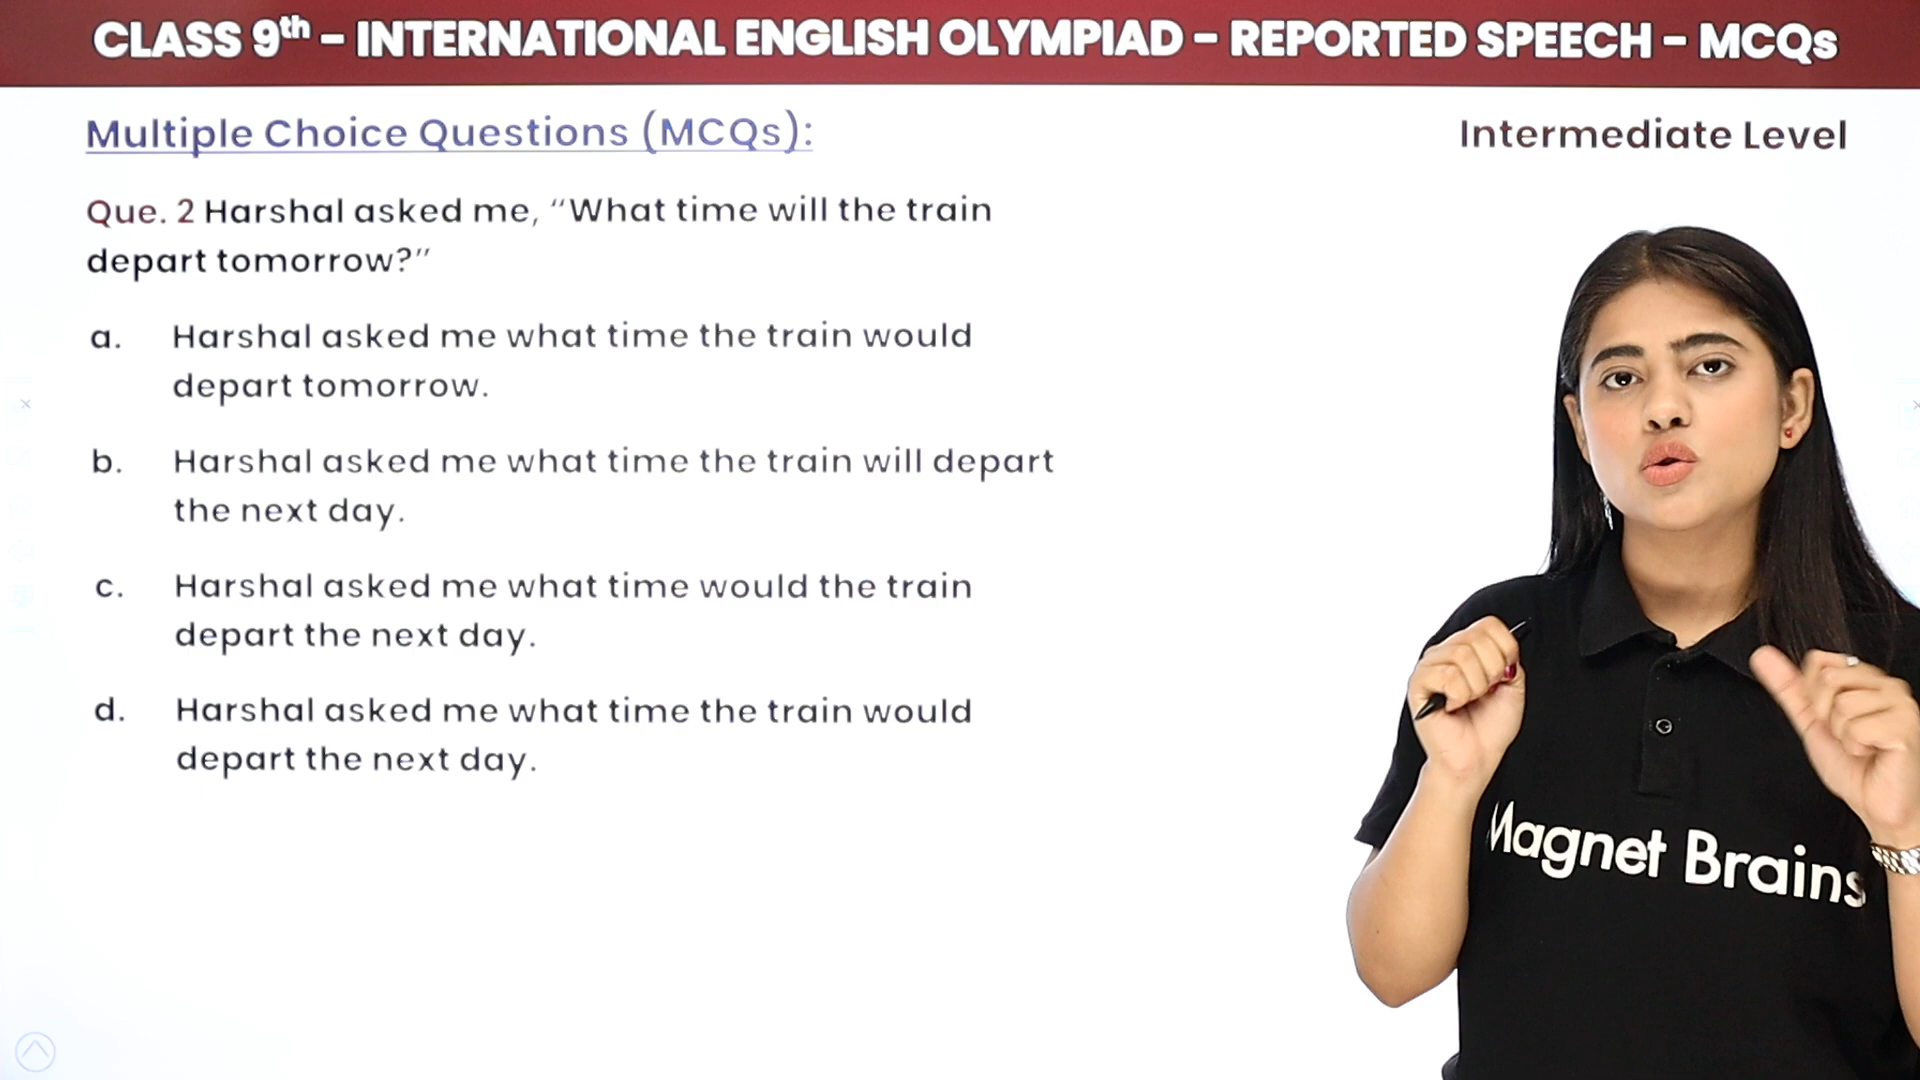 CLASS 9th - INTERNATIONAL ENGLISH OLYMPIAD - REPORTED SPEECH - MCQs
Multiple Choice Questions (MCQs):
Intermediate Level
Que. 2 Harshal asked me, “What time will the train
depart tomorrow?”
a. Harshal asked me what time the train would
depart tomorrow.
b. Harshal asked me what time the train will depart
the next day.
c. Harshal asked me what time would the train
depart the next day.
d. Harshal asked me what time the train would
depart the next day.
Magnet Brains